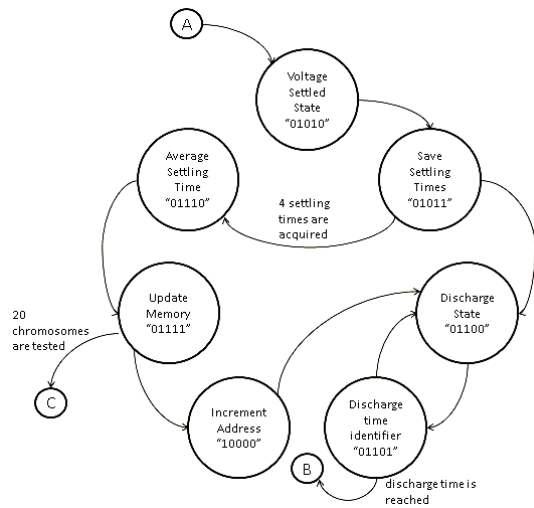 A
Voltage
Settled
State
“01010”
Average
Settling
Time
“01110”
Save
Settling
Times
“01011”
4 settling
times are
acquired
20
chromosomes
are tested
Update
Memory
“01111”
Discharge
State
“01100”
C
Increment
Address
“10000”
Discharge
time
identifier
“01101”
B
discharge time is
reached